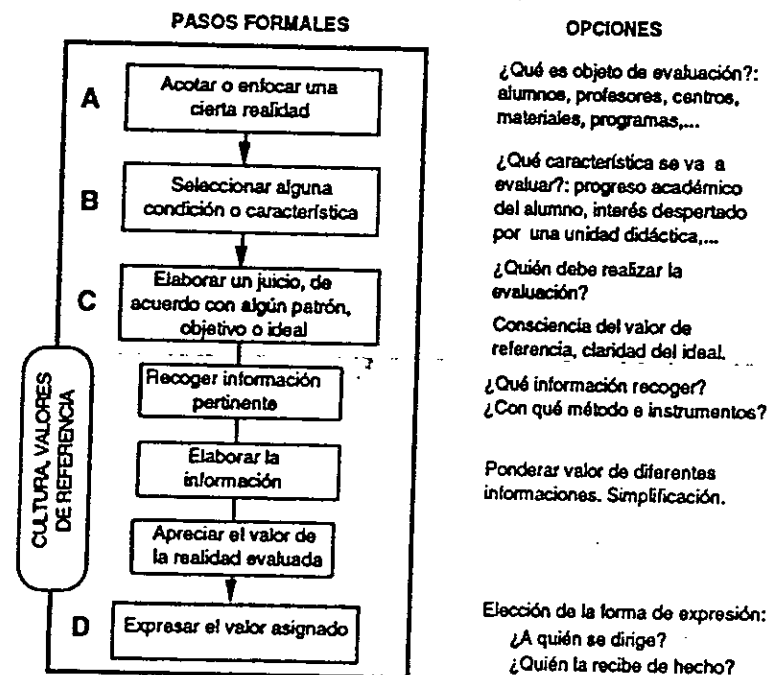 PASOS FORMALES
OPCIONES
A
Acotar o enfocar una
cierta realidad
¿Qué es objeto de evaluación?:
alumnos, profesores, centros,
materiales, programas,...
B
Seleccionar alguna
condición o característica
¿Qué característica se va a
evaluar?: progreso académico
del alumno, interés despertado
por una unidad didáctica,...
C
Elaborar un juicio, de
acuerdo con algún patrón,
objetivo o ideal
¿Quién debe realizar la
evaluación?
Consciencia del valor de
referencia, claridad del ideal.
CULTURA, VALORES
DE REFERENCIA
Recoger información
pertinente
¿Qué información recoger?
¿Con qué método e instrumentos?
Elaborar la
información
Ponderar valor de diferentes
informaciones. Simplificación.
Apreciar el valor de
la realidad evaluada
D
Expresar el valor asignado
Elección de la forma de expresión:
¿A quién se dirige?
¿Quién la recibe de hecho?